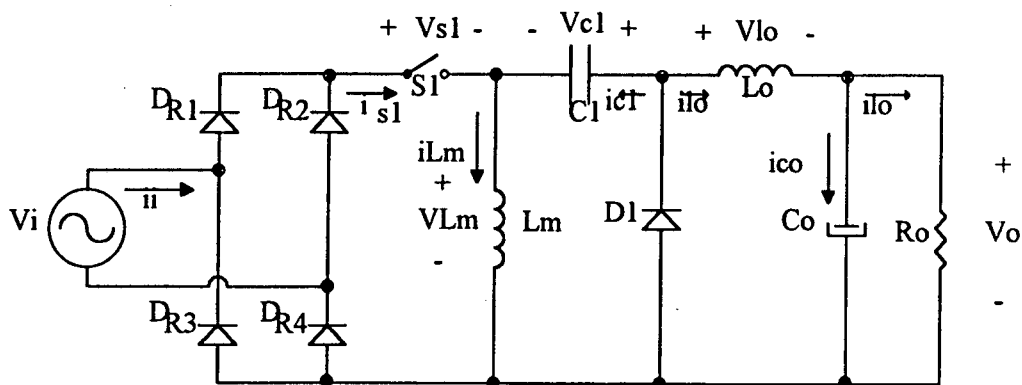 + Vs1 -
- Vc1 +
+ Vlo -
S1
C1
Lo
DR1
DR2
i s1
ic1
ilo
ilo
iLm
+
VLm
-
Lm
D1
ico
Co
Ro
+
Vo
-
Vi
ii
DR3
DR4